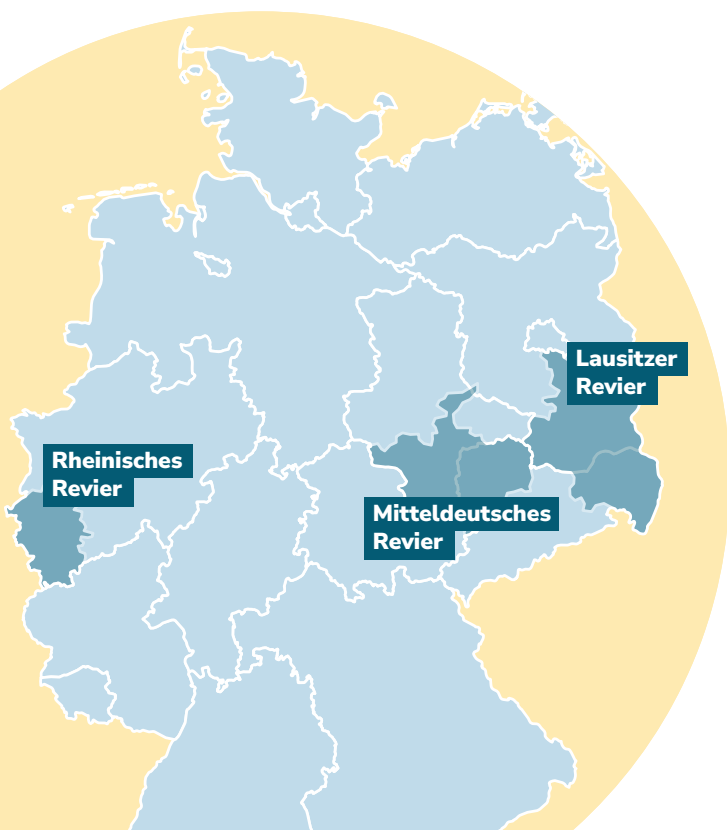 Lausitzer
Revier
Rheinisches
Revier
Mitteldeutsches
Revier